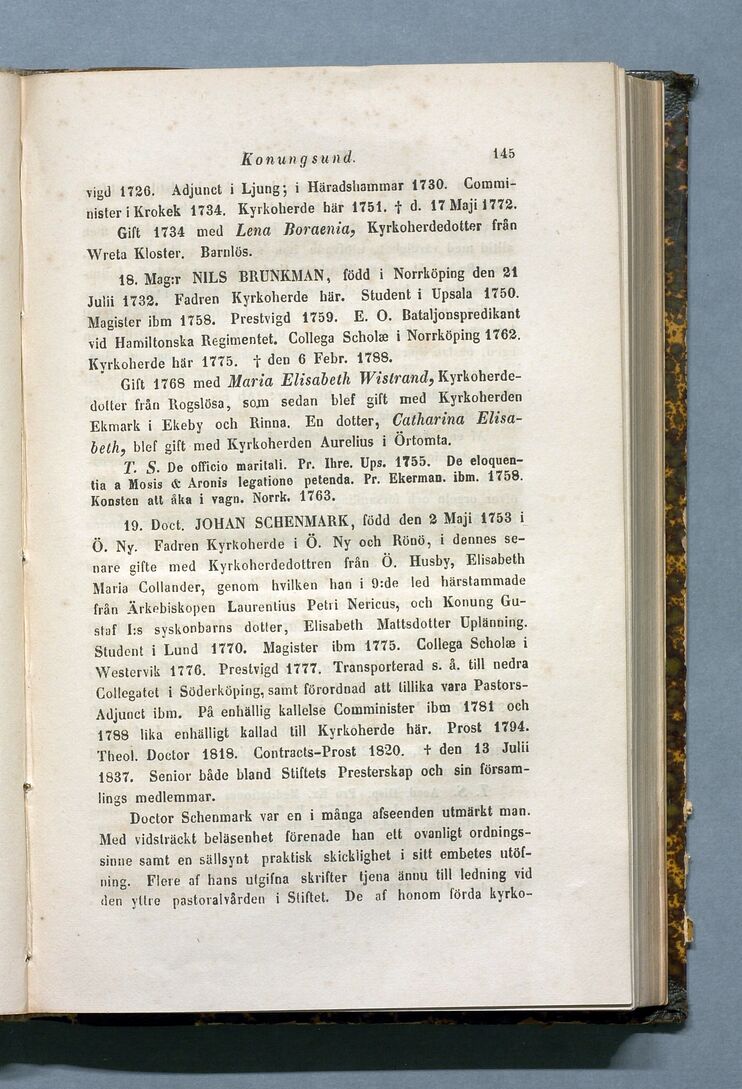 Konungsund. 145
vigd 1726. Adjunct i Ljung; i Häradshammar 1730. Commi-
nister i Krokek 1734. Kyrkoherde här 1751. † d. 17 Maji 1772.
Gift 1734 med Lena Boraenia, Kyrkoherdedotter från
Wreta Kloster. Barnlös.
18. Mag:r NILS BRUNKMAN, född i Norrköping den 21
Julii 1732. Fadren Kyrkoherde här. Student i Upsala 1750.
Magister ibm 1758. Prestvigd 1759. E. O. Bataljonspredikant
vid Hamiltonska Regimentet. Collega Scholæ i Norrköping 1762.
Kyrkoherde här 1775. † den 6 Febr. 1788.
Gift 1768 med Maria Elisabeth Wistrand, Kyrkoherde-
dotter från Rogslösa, som sedan blef gift med Kyrkoherden
Ekmark i Ekeby och Rinna. En dotter, Catharina Elisa-
beth, blef gift med Kyrkoherden Aurelius i Örtomta.
T. S. De officio maritali. Pr. Ihre. Ups. 1755. De eloquen-
tia a Mosis & Aronis legatione petenda. Pr. Ekerman. ibm. 1758.
Konsten att åka i vagn. Norrk. 1763.
19. Doct. JOHAN SCHENMARK, född den 2 Maji 1753 i
Ö. Ny. Fadren Kyrkoherde i Ö. Ny och Rönö, i dennes se-
nare gifte med Kyrkoherdedottren från Ö. Husby, Elisabeth
Maria Collander, genom hvilken han i 9:de led härstammade
från Ärkebiskopen Laurentius Petri Nericus, och Konung Gu-
staf I:s syskonbarns dotter, Elisabeth Mattsdotter Uplänning.
Student i Lund 1770. Magister ibm 1775. Collega Scholæ i
Westervik 1776. Prestvigd 1777. Transporterad s. å. till nedra
Collegatet i Söderköping, samt förordnad att tillika vara Pastors-
Adjunct ibm. På enhällig kallelse Comminister ibm 1781 och
1788 lika enhälligt kallad till Kyrkoherde här. Prost 1794.
Theol. Doctor 1818. Contracts-Prost 1820. † den 13 Julii
1837. Senior både bland Stiftets Presterskap och sin försam-
lings medlemmar.
Doctor Schenmark var en i många afseenden utmärkt man.
Med vidsträckt beläsenhet förenade han ett ovanligt ordnings-
sinne samt en sällsynt praktisk skicklighet i sitt embetes utöf-
ning. Flere af hans utgifna skrifter tjena ännu till ledning vid
den yttre pastoralvården i Stiftet. De af honom förda kyrko-